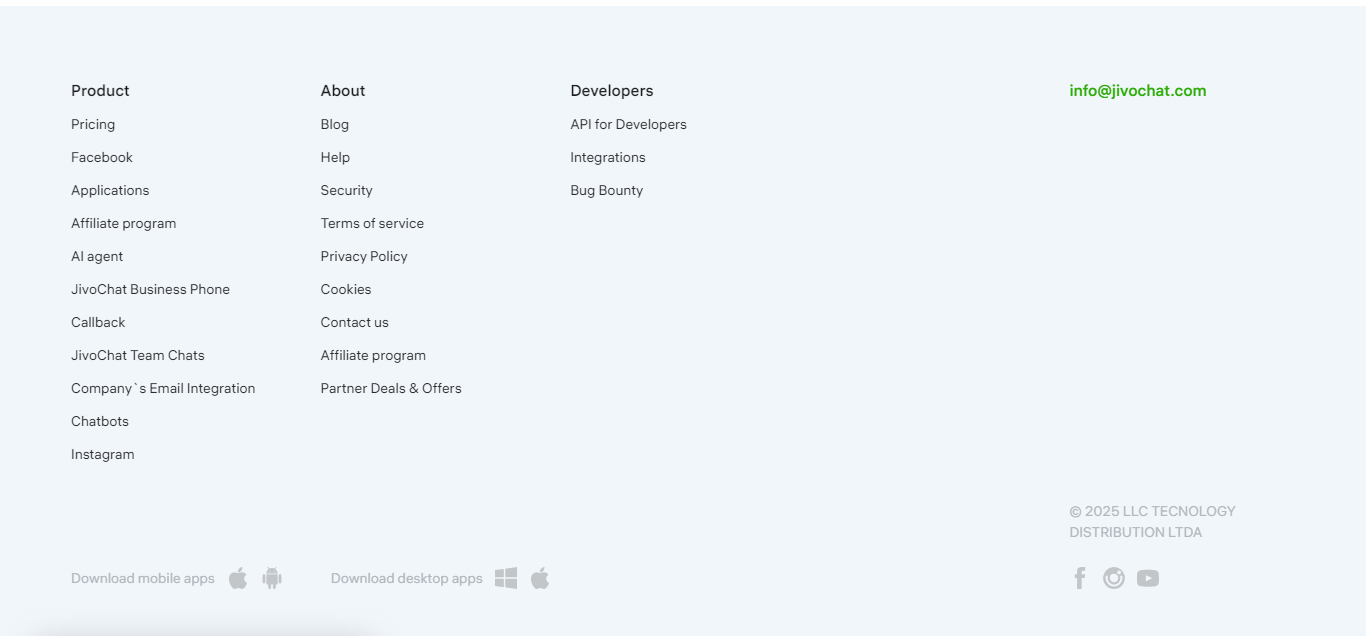 Product
Pricing
Facebook
Applications
Affiliate program
AI agent
JivoChat Business Phone
Callback
JivoChat Team Chats
Company`s Email Integration
Chatbots
Instagram
About
Blog
Help
Security
Terms of service
Privacy Policy
Cookies
Contact us
Affiliate program
Partner Deals & Offers
Developers
API for Developers
Integrations
Bug Bounty
info@jivochat.com
© 2025 LLC TECNOLOGY
DISTRIBUTION LTDA
Download mobile apps
Download desktop apps